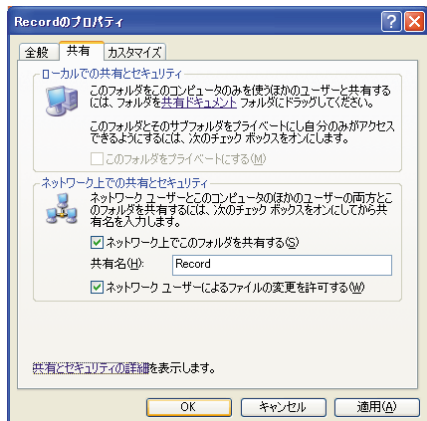 Recordのプロパティ
全般 共有 カスタマイズ
ローカルでの共有とセキュリティ
このフォルダをこのコンピュータのみを使うほかのユーザーと共有する
には、フォルダを共有ドキュメント フォルダにドラッグしてください。
このフォルダとそのサブフォルダをプライベートにし自分のみがアクセス
できるようにするには、次のチェック ボックスをオンにします。
このフォルダをプライベートにする(M)
ネットワーク上での共有とセキュリティ
ネットワーク ユーザーとこのコンピュータのほかのユーザーの両方とこ
のフォルダを共有するには、次のチェック ボックスをオンにしてから共
有名を入力します。
ネットワーク上でこのフォルダを共有する(S)
共有名(H): Record
ネットワーク ユーザーによるファイルの変更を許可する(W)
共有とセキュリティの詳細を表示します。
OK キャンセル 適用(A)